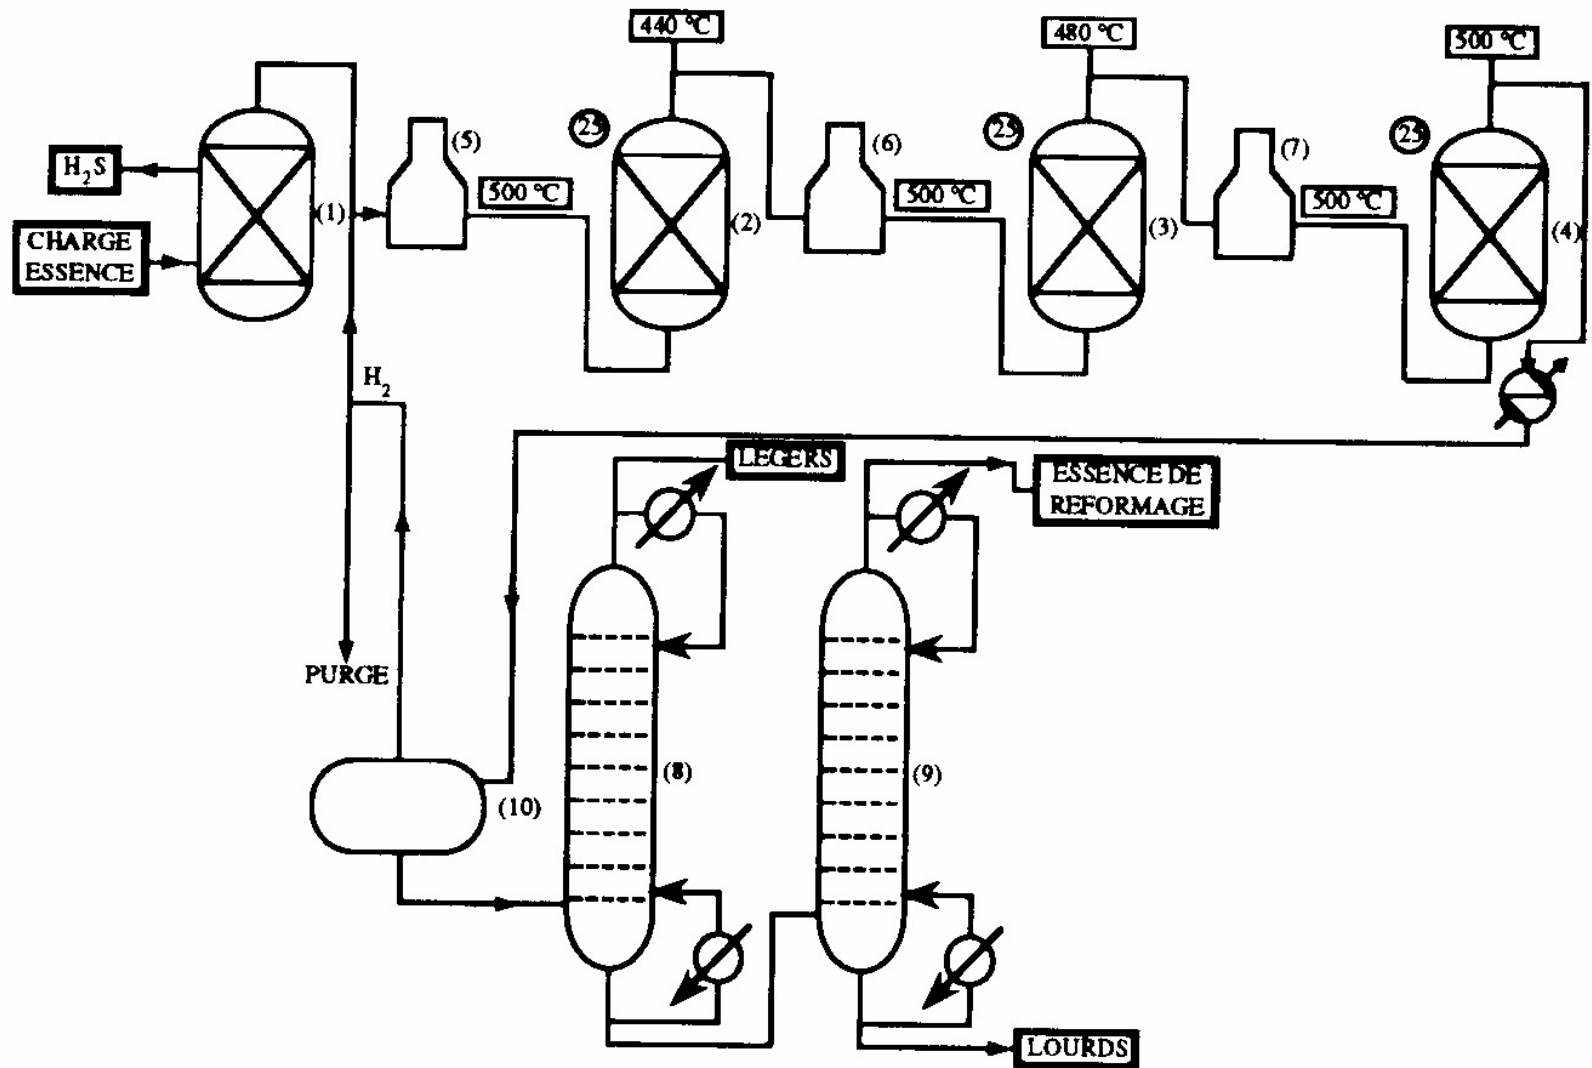 440 °C
480 °C
500 °C
(5)
25
(6)
25
(7)
25
H2S
500 °C
500 °C
500 °C
(1)
(2)
(3)
(4)
CHARGE
ESSENCE
H2
LEGERS
ESSENCE DE
REFORMAGE
PURGE
(8)
(9)
(10)
LOURDS